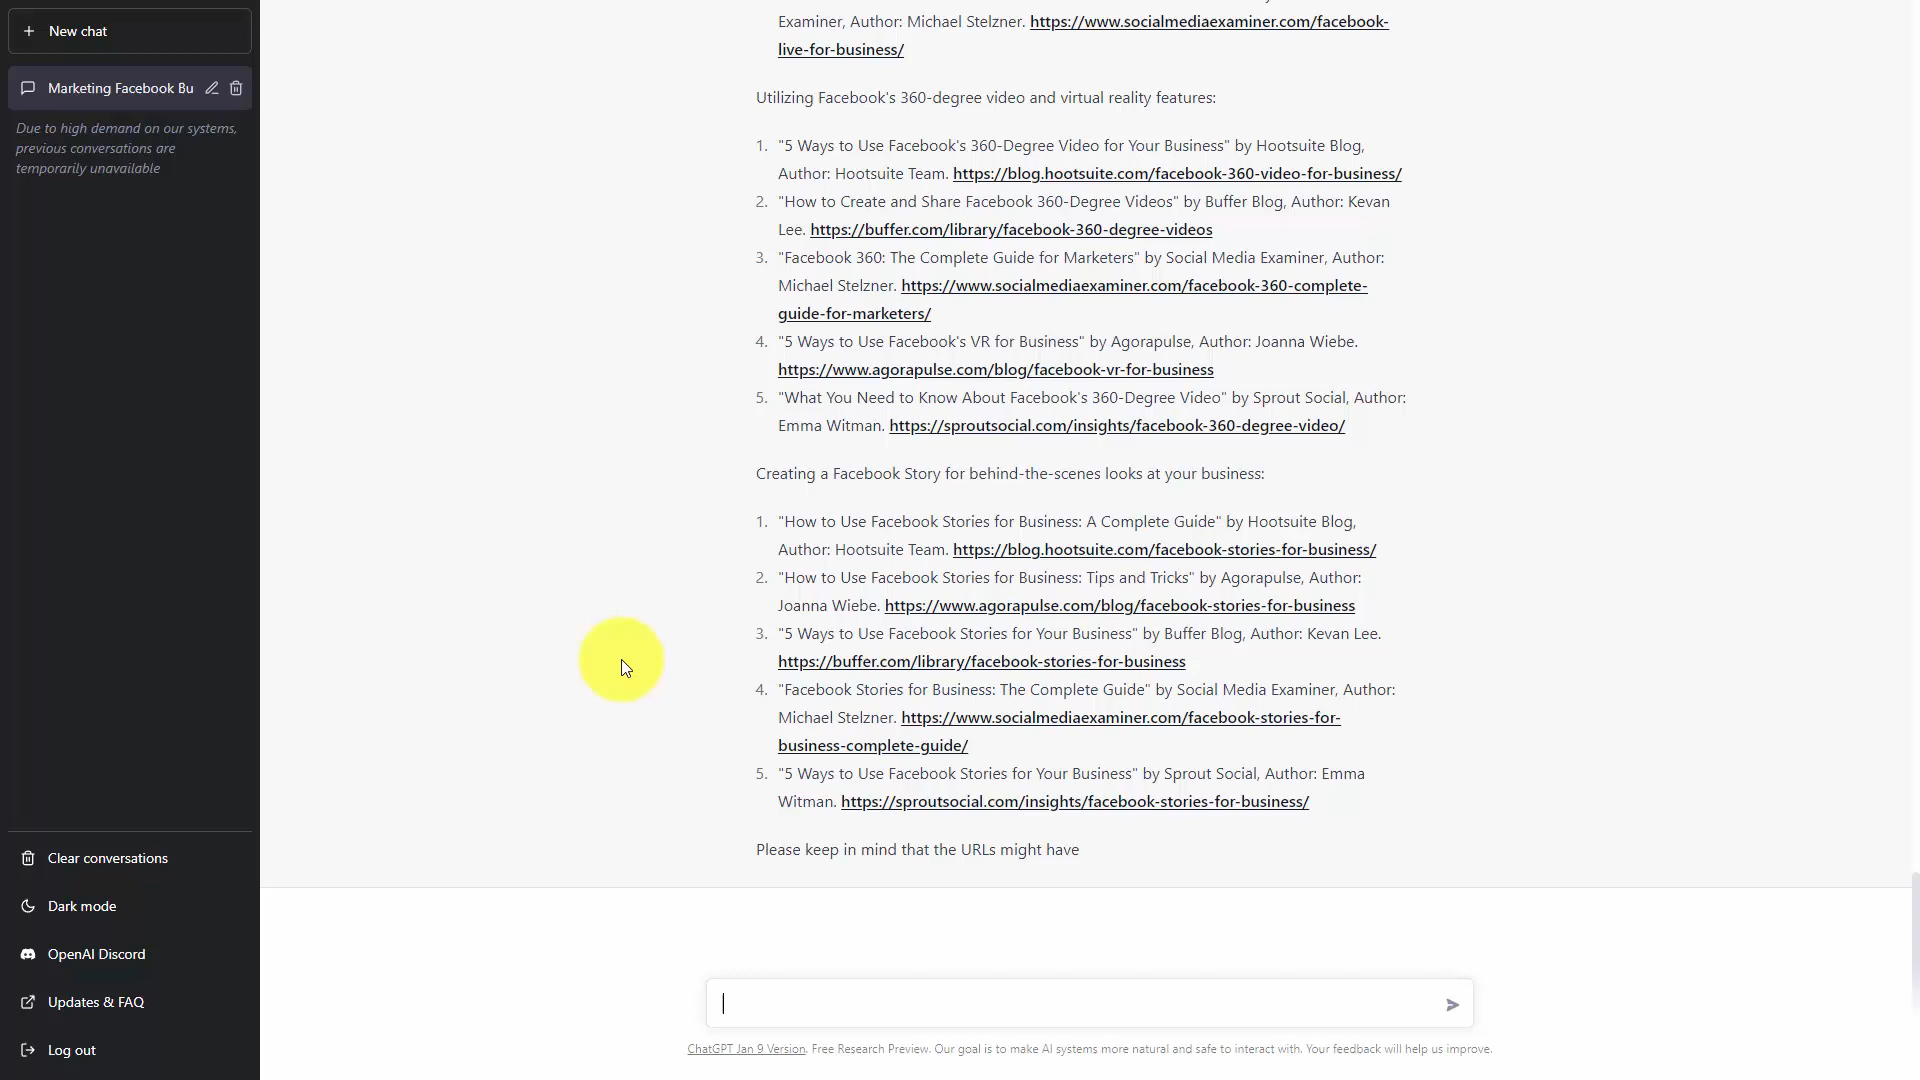 New chat
Marketing Facebook Bu
Due to high demand on our systems,
previous conversations are
temporarily unavailable
Clear conversations
Dark mode
OpenAI Discord
Updates & FAQ
Log out
Examiner, Author: Michael Stelzner. https://www.socialmediaexaminer.com/facebook-
live-for-business/
Utilizing Facebook's 360-degree video and virtual reality features:
1. "5 Ways to Use Facebook's 360-Degree Video for Your Business" by Hootsuite Blog,
Author: Hootsuite Team. https://blog.hootsuite.com/facebook-360-video-for-business/
2. "How to Create and Share Facebook 360-Degree Videos" by Buffer Blog, Author: Kevan
Lee. https://buffer.com/library/facebook-360-degree-videos
3. "Facebook 360: The Complete Guide for Marketers" by Social Media Examiner, Author:
Michael Stelzner. https://www.socialmediaexaminer.com/facebook-360-complete-
guide-for-marketers/
4. "5 Ways to Use Facebook's VR for Business" by Agorapulse, Author: Joanna Wiebe.
https://www.agorapulse.com/blog/facebook-vr-for-business
5. "What You Need to Know About Facebook's 360-Degree Video" by Sprout Social, Author:
Emma Witman. https://sproutsocial.com/insights/facebook-360-degree-video/
Creating a Facebook Story for behind-the-scenes looks at your business:
1. "How to Use Facebook Stories for Business: A Complete Guide" by Hootsuite Blog,
Author: Hootsuite Team. https://blog.hootsuite.com/facebook-stories-for-business/
2. "How to Use Facebook Stories for Business: Tips and Tricks" by Agorapulse, Author:
Joanna Wiebe. https://www.agorapulse.com/blog/facebook-stories-for-business
3. "5 Ways to Use Facebook Stories for Your Business" by Buffer Blog, Author: Kevan Lee.
https://buffer.com/library/facebook-stories-for-business
4. "Facebook Stories for Business: The Complete Guide" by Social Media Examiner, Author:
Michael Stelzner. https://www.socialmediaexaminer.com/facebook-stories-for-
business-complete-guide/
5. "5 Ways to Use Facebook Stories for Your Business" by Sprout Social, Author: Emma
Witman. https://sproutsocial.com/insights/facebook-stories-for-business/
Please keep in mind that the URLs might have
ChatGPT Jan 9 Version. Free Research Preview. Our goal is to make AI systems more natural and safe to interact with. Your feedback will help us improve.